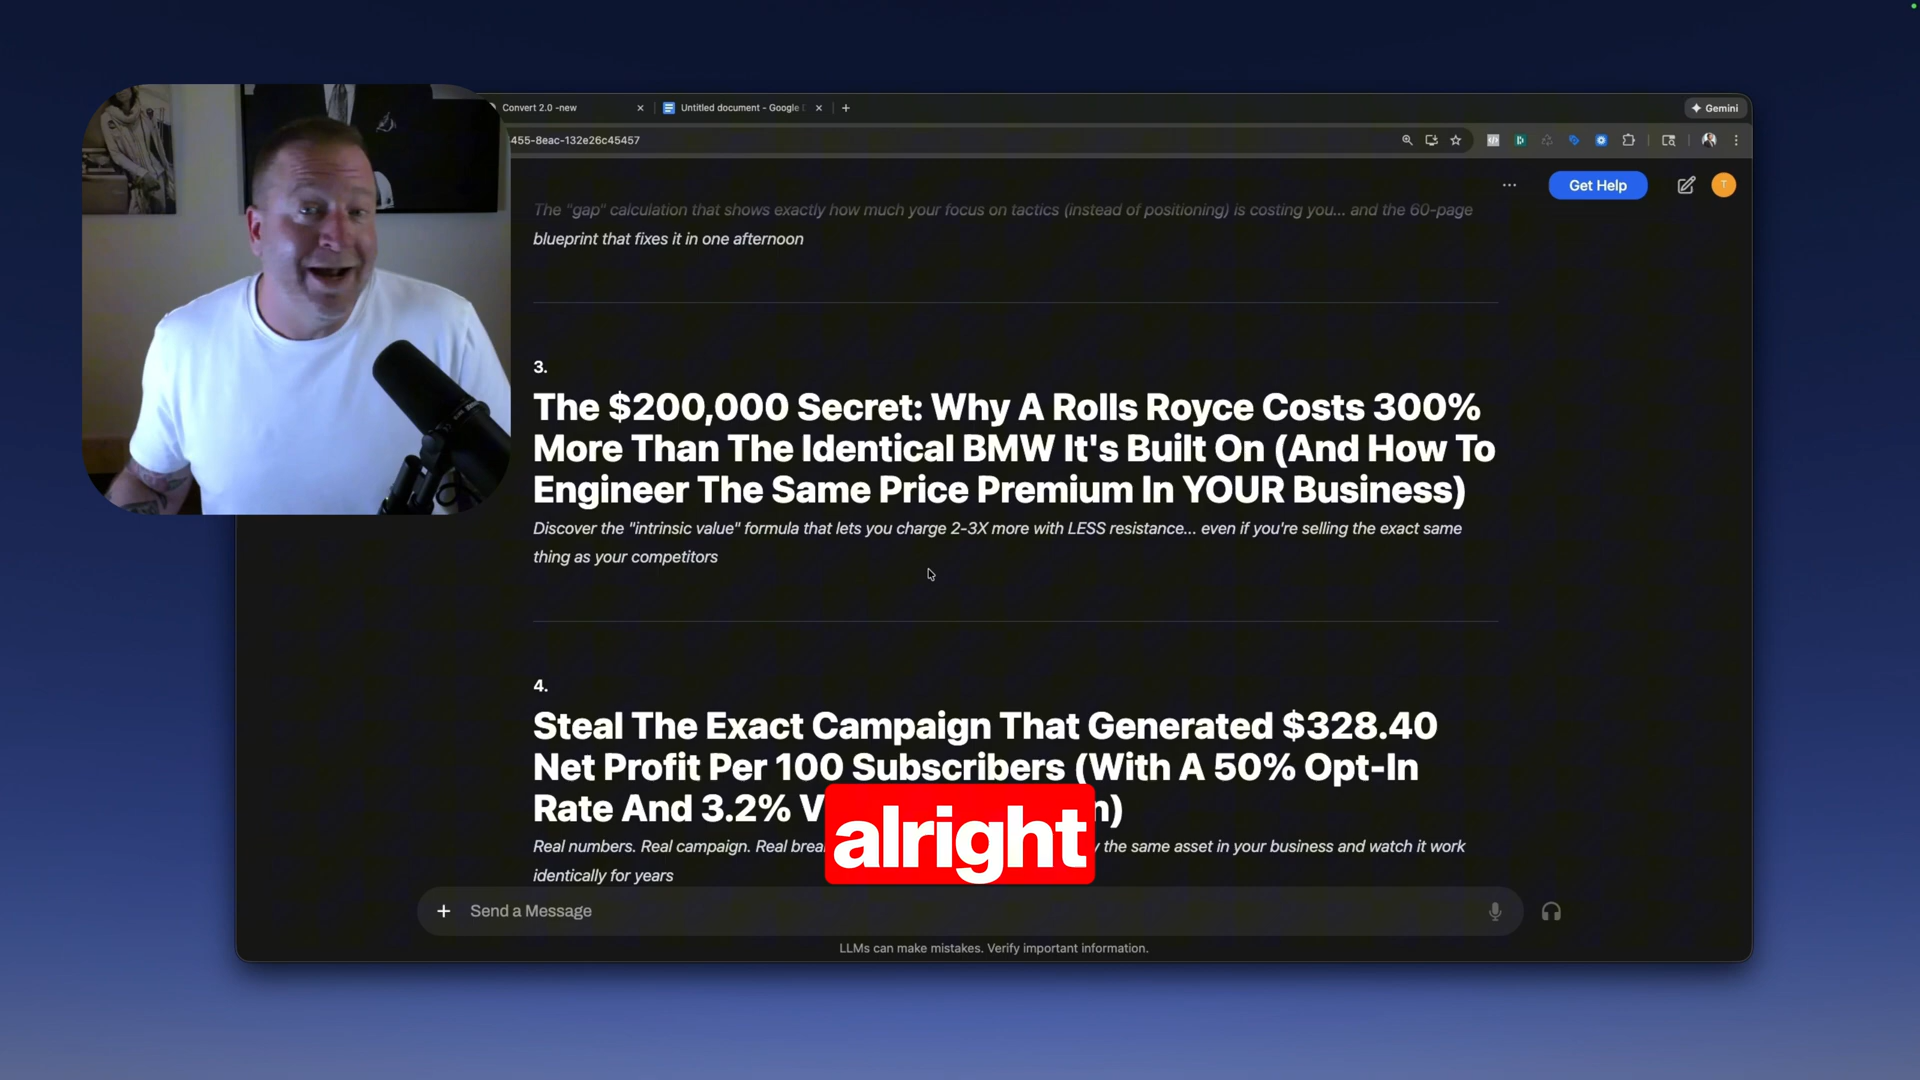 Convert 2.0 -new
Untitled document - Google
Gemini
455-8eac-132e26c45457
Get Help
T
The "gap" calculation that shows exactly how much your focus on tactics (instead of positioning) is costing you... and the 60-page
blueprint that fixes it in one afternoon
3.
The $200,000 Secret: Why A Rolls Royce Costs 300%
More Than The Identical BMW It's Built On (And How To
Engineer The Same Price Premium In YOUR Business)
Discover the "intrinsic value" formula that lets you charge 2-3X more with LESS resistance... even if you're selling the exact same
thing as your competitors
4.
Steal The Exact Campaign That Generated $328.40
Net Profit Per 100 Subscribers (With A 50% Opt-In
Rate And 3.2%
alright
Real numbers. Real campaign. Real the same asset in your business and watch it work
identically for years
Send a Message
LLMs can make mistakes. Verify important information.